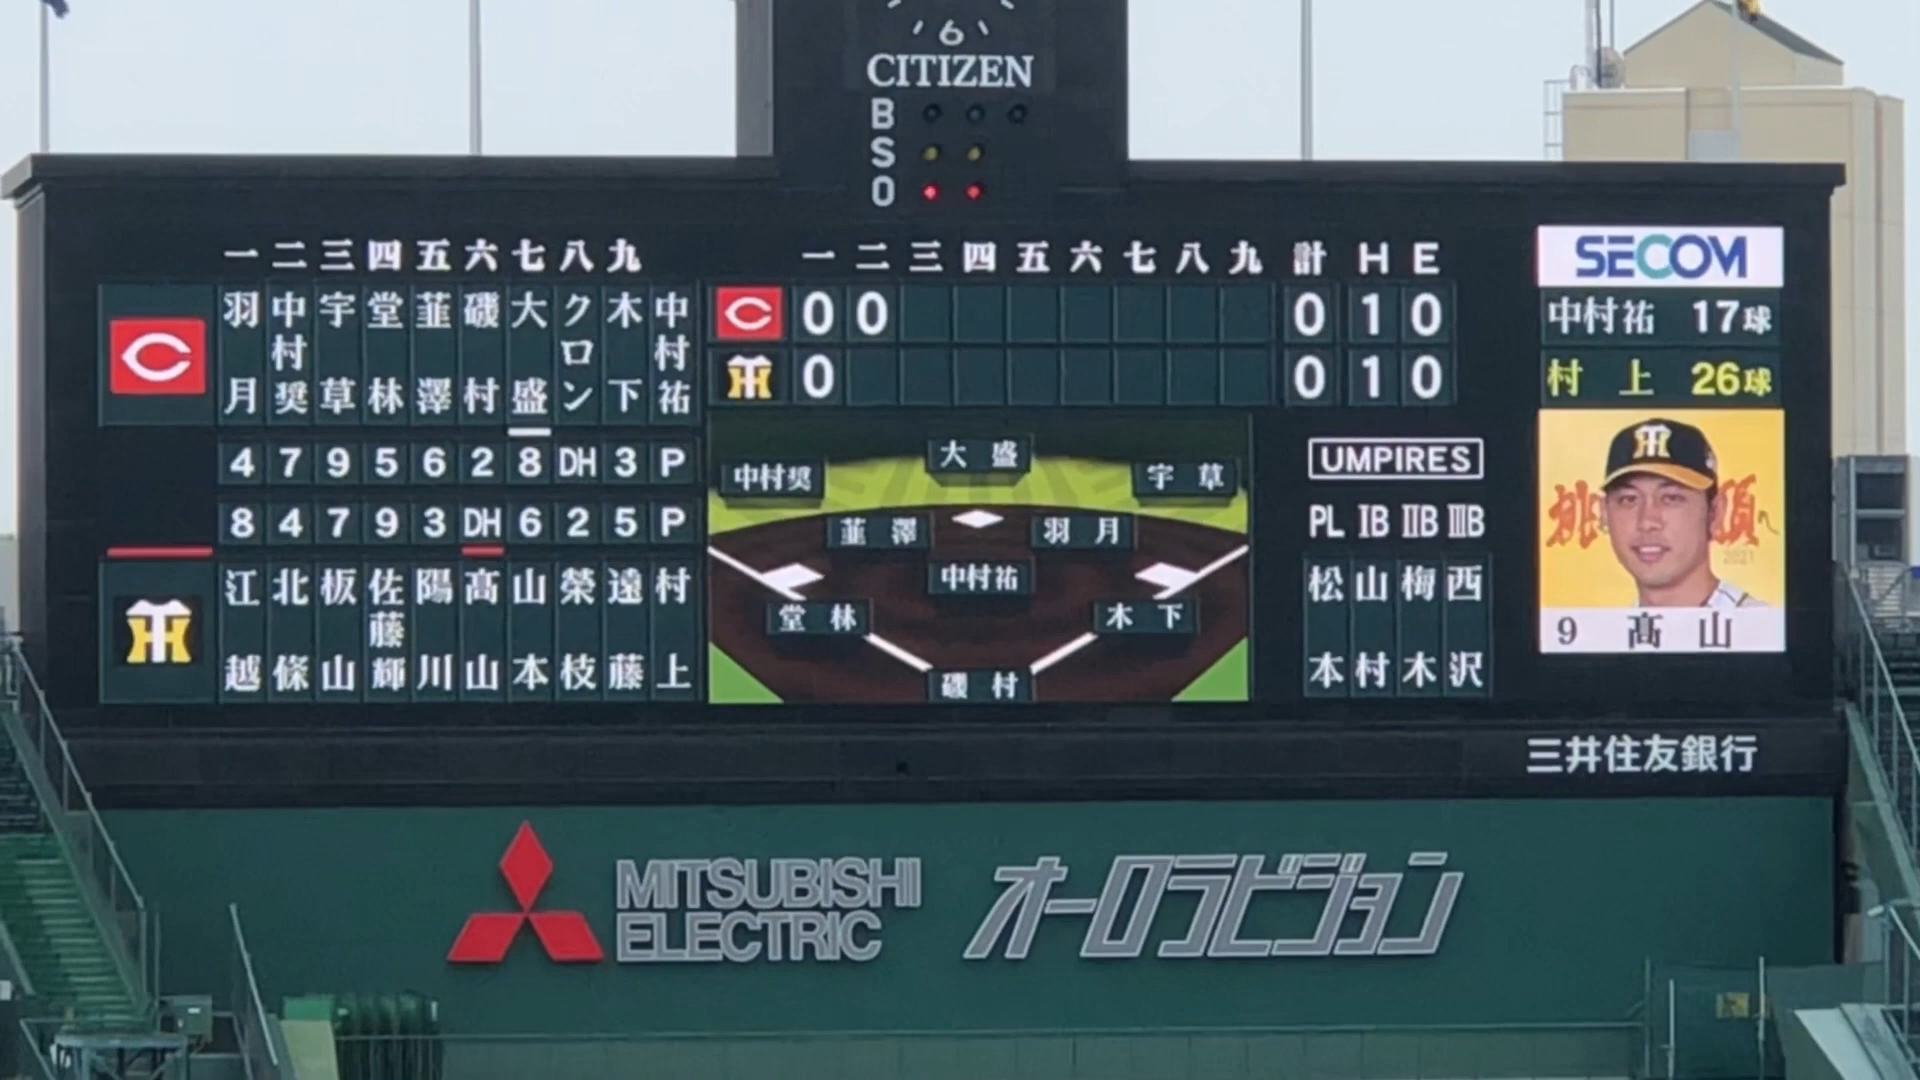 6
CITIZEN
B
S
O
一 二 三 四 五 六 七 八 九
羽月 中村奨 宇草 堂林 韮澤 磯村 大盛 クロン 木下 中村祐
4 7 9 5 6 2 8 DH 3 P
8 4 7 9 3 DH 6 2 5 P
江越 北條 板山 佐藤輝 陽川 髙山 山本 榮枝 遠藤 村上
一 二 三 四 五 六 七 八 九 計 H E
C 0 0 0 1 0
TH 0 0 1 0
大盛
中村奨 宇草
韮澤 羽月
中村祐
堂林 木下
磯村
UMPIRES
PL IB IIB IIIB
松本 山村 梅木 西沢
SECOM
中村祐 17球
村上 26球
2021
9 髙山
三井住友銀行
MITSUBISHI
ELECTRIC
オーロラビジョン